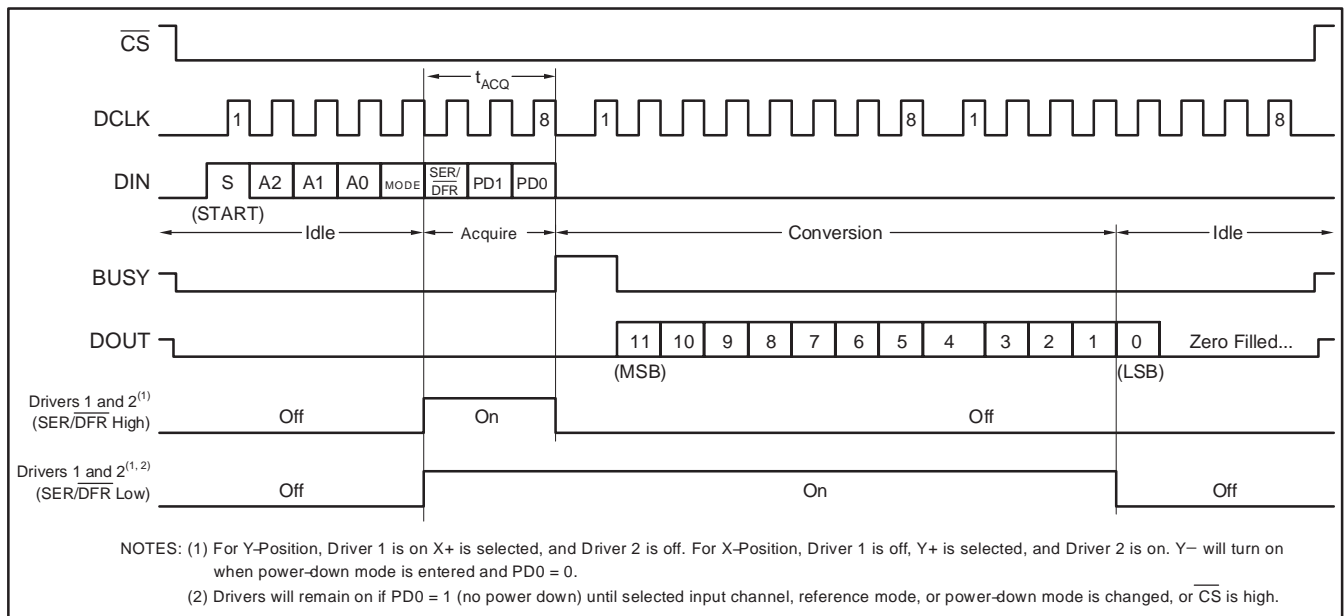 CS
tACQ
DCLK 1 8 1 8 1 8
DIN S A2 A1 A0 MODE SER/DFR PD1 PD0
(START)
Idle Acquire Conversion Idle
BUSY
DOUT 11 10 9 8 7 6 5 4 3 2 1 0 Zero Filled...
(MSB) (LSB)
Drivers 1 and 2(1)
(SER/DFR High) Off On Off
Drivers 1 and 2(1, 2)
(SER/DFR Low) Off On Off
NOTES: (1) For Y-Position, Driver 1 is on X+ is selected, and Driver 2 is off. For X-Position, Driver 1 is off, Y+ is selected, and Driver 2 is on. Y− will turn on
when power-down mode is entered and PD0 = 0.
(2) Drivers will remain on if PD0 = 1 (no power down) until selected input channel, reference mode, or power-down mode is changed, or CS is high.